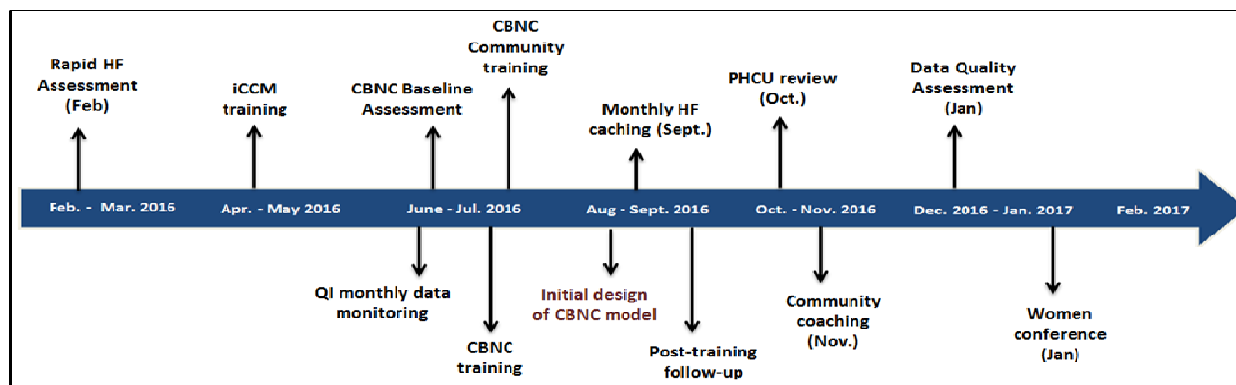 Rapid HF
Assessment
(Feb)
iCCM
training
CBNC Baseline
Assessment
CBNC
Community
training
Monthly HF
caching (Sept.)
PHCU review
(Oct.)
Data Quality
Assessment
(Jan)
Feb. - Mar. 2016
Apr. - May 2016
June - Jul. 2016
Aug - Sept. 2016
Oct. - Nov. 2016
Dec. 2016 - Jan. 2017
Feb. 2017
QI monthly data
monitoring
CBNC
training
Initial design
of CBNC model
Post-training
follow-up
Community
coaching
(Nov.)
Women
conference
(Jan)